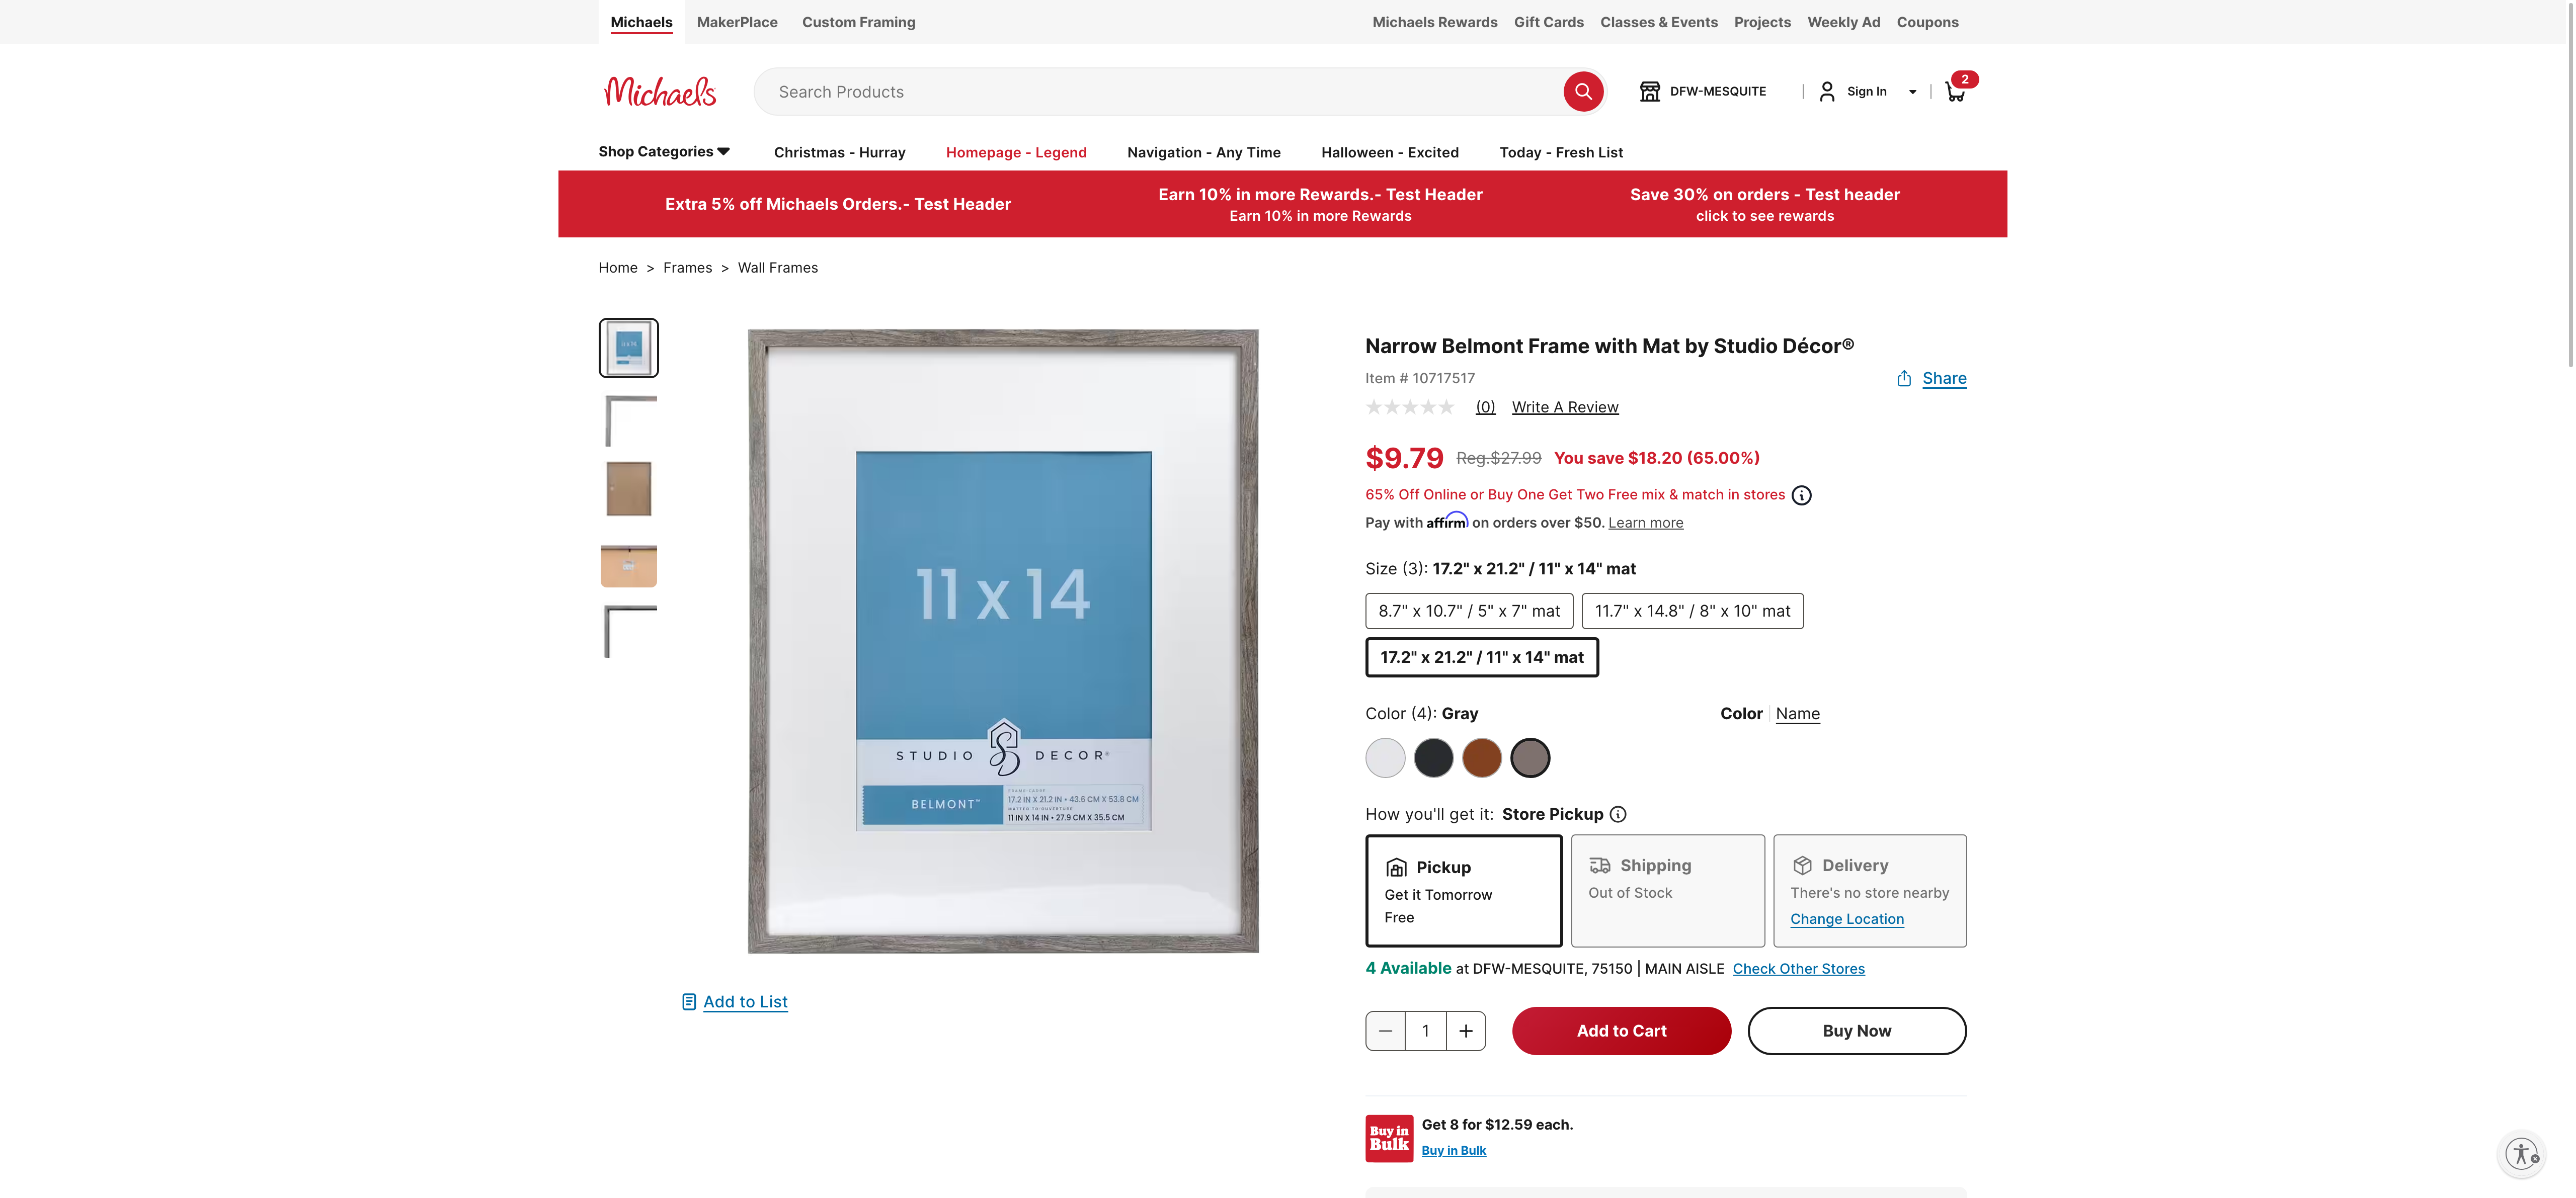 Michaels MakerPlace Custom Framing Michaels Rewards Gift Cards Classes & Events Projects Weekly Ad Coupons
Michaels Search Products DFW-MESQUITE | Sign In | 2
Shop Categories Christmas - Hurray Homepage - Legend Navigation - Any Time Halloween - Excited Today - Fresh List
Extra 5% off Michaels Orders.- Test Header
Earn 10% in more Rewards.- Test Header
Earn 10% in more Rewards
Save 30% on orders - Test header
click to see rewards
Home > Frames > Wall Frames
11 x 14
STUDIO SD DECOR®
BELMONT™
FRAME CADRE
17.2 IN X 21.2 IN • 43.6 CM X 53.8 CM
MATTED TO OUVERTURE
11 IN X 14 IN • 27.9 CM X 35.5 CM
Add to List
Narrow Belmont Frame with Mat by Studio Décor®
Item # 10717517
Share
(0) Write A Review
$9.79 Reg.$27.99 You save $18.20 (65.00%)
65% Off Online or Buy One Get Two Free mix & match in stores
Pay with affirm on orders over $50. Learn more
Size (3): 17.2" x 21.2" / 11" x 14" mat
8.7" x 10.7" / 5" x 7" mat
11.7" x 14.8" / 8" x 10" mat
17.2" x 21.2" / 11" x 14" mat
Color (4): Gray
Color | Name
How you'll get it: Store Pickup
Pickup
Get it Tomorrow
Free
Shipping
Out of Stock
Delivery
There's no store nearby
Change Location
4 Available at DFW-MESQUITE, 75150 | MAIN AISLE Check Other Stores
1
Add to Cart
Buy Now
Buy in
Bulk
Get 8 for $12.59 each.
Buy in Bulk